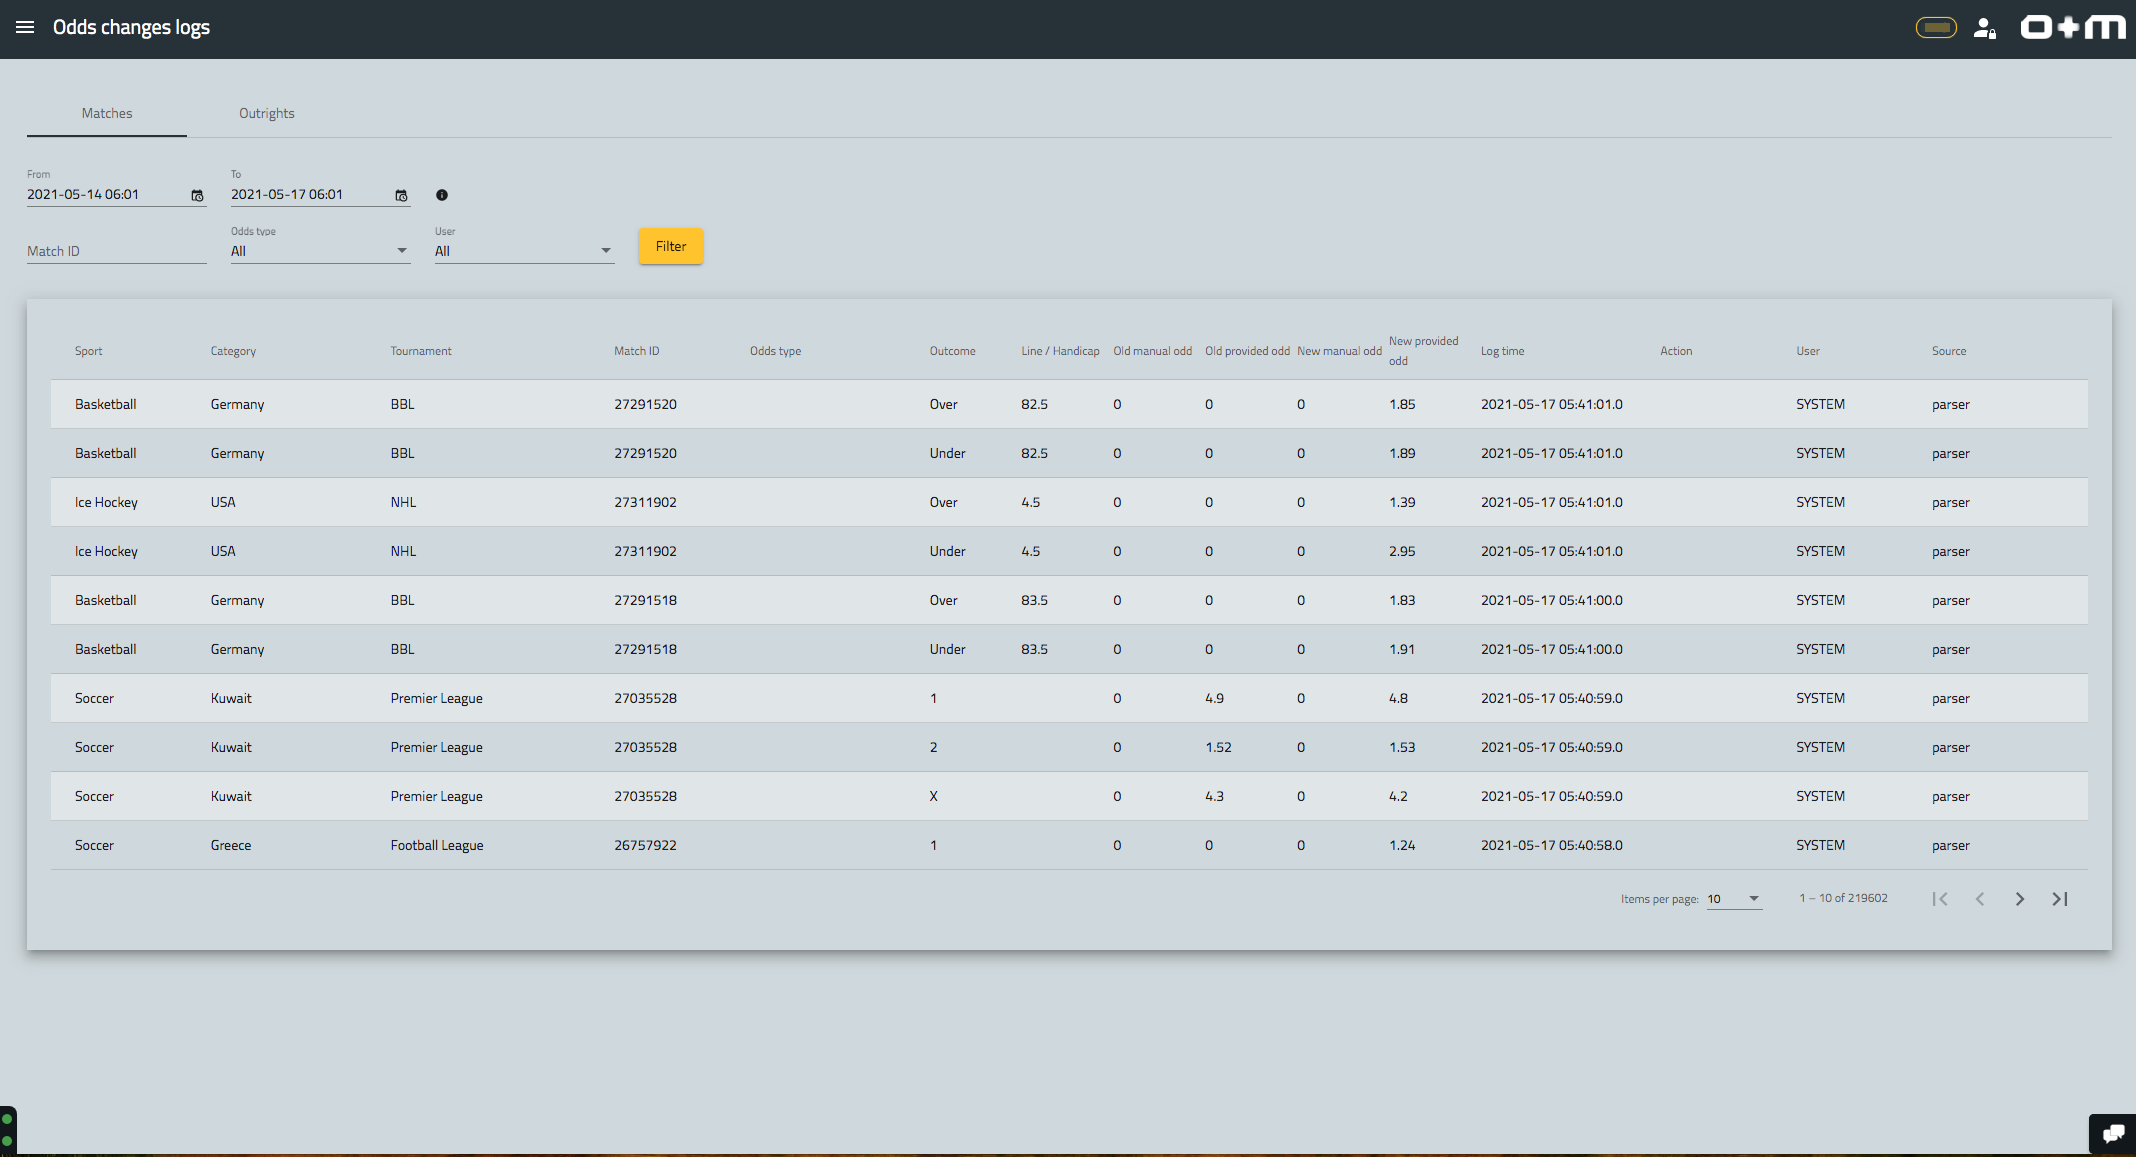 Odds changes logs
o+m
Matches Outrights
From To
2021-05-14 06:01 2021-05-17 06:01
Odds type User
Match ID All All Filter
Sport Category Tournament Match ID Odds type Outcome Line / Handicap Old manual odd Old provided odd New manual odd New provided odd Log time Action User Source
Basketball Germany BBL 27291520 Over 82.5 0 0 0 1.85 2021-05-17 05:41:01.0 SYSTEM parser
Basketball Germany BBL 27291520 Under 82.5 0 0 0 1.89 2021-05-17 05:41:01.0 SYSTEM parser
Ice Hockey USA NHL 27311902 Over 4.5 0 0 0 1.39 2021-05-17 05:41:01.0 SYSTEM parser
Ice Hockey USA NHL 27311902 Under 4.5 0 0 0 2.95 2021-05-17 05:41:01.0 SYSTEM parser
Basketball Germany BBL 27291518 Over 83.5 0 0 0 1.83 2021-05-17 05:41:00.0 SYSTEM parser
Basketball Germany BBL 27291518 Under 83.5 0 0 0 1.91 2021-05-17 05:41:00.0 SYSTEM parser
Soccer Kuwait Premier League 27035528 1 0 4.9 0 4.8 2021-05-17 05:40:59.0 SYSTEM parser
Soccer Kuwait Premier League 27035528 2 0 1.52 0 1.53 2021-05-17 05:40:59.0 SYSTEM parser
Soccer Kuwait Premier League 27035528 X 0 4.3 0 4.2 2021-05-17 05:40:59.0 SYSTEM parser
Soccer Greece Football League 26757922 1 0 0 0 1.24 2021-05-17 05:40:58.0 SYSTEM parser
Items per page: 10 1 – 10 of 219602